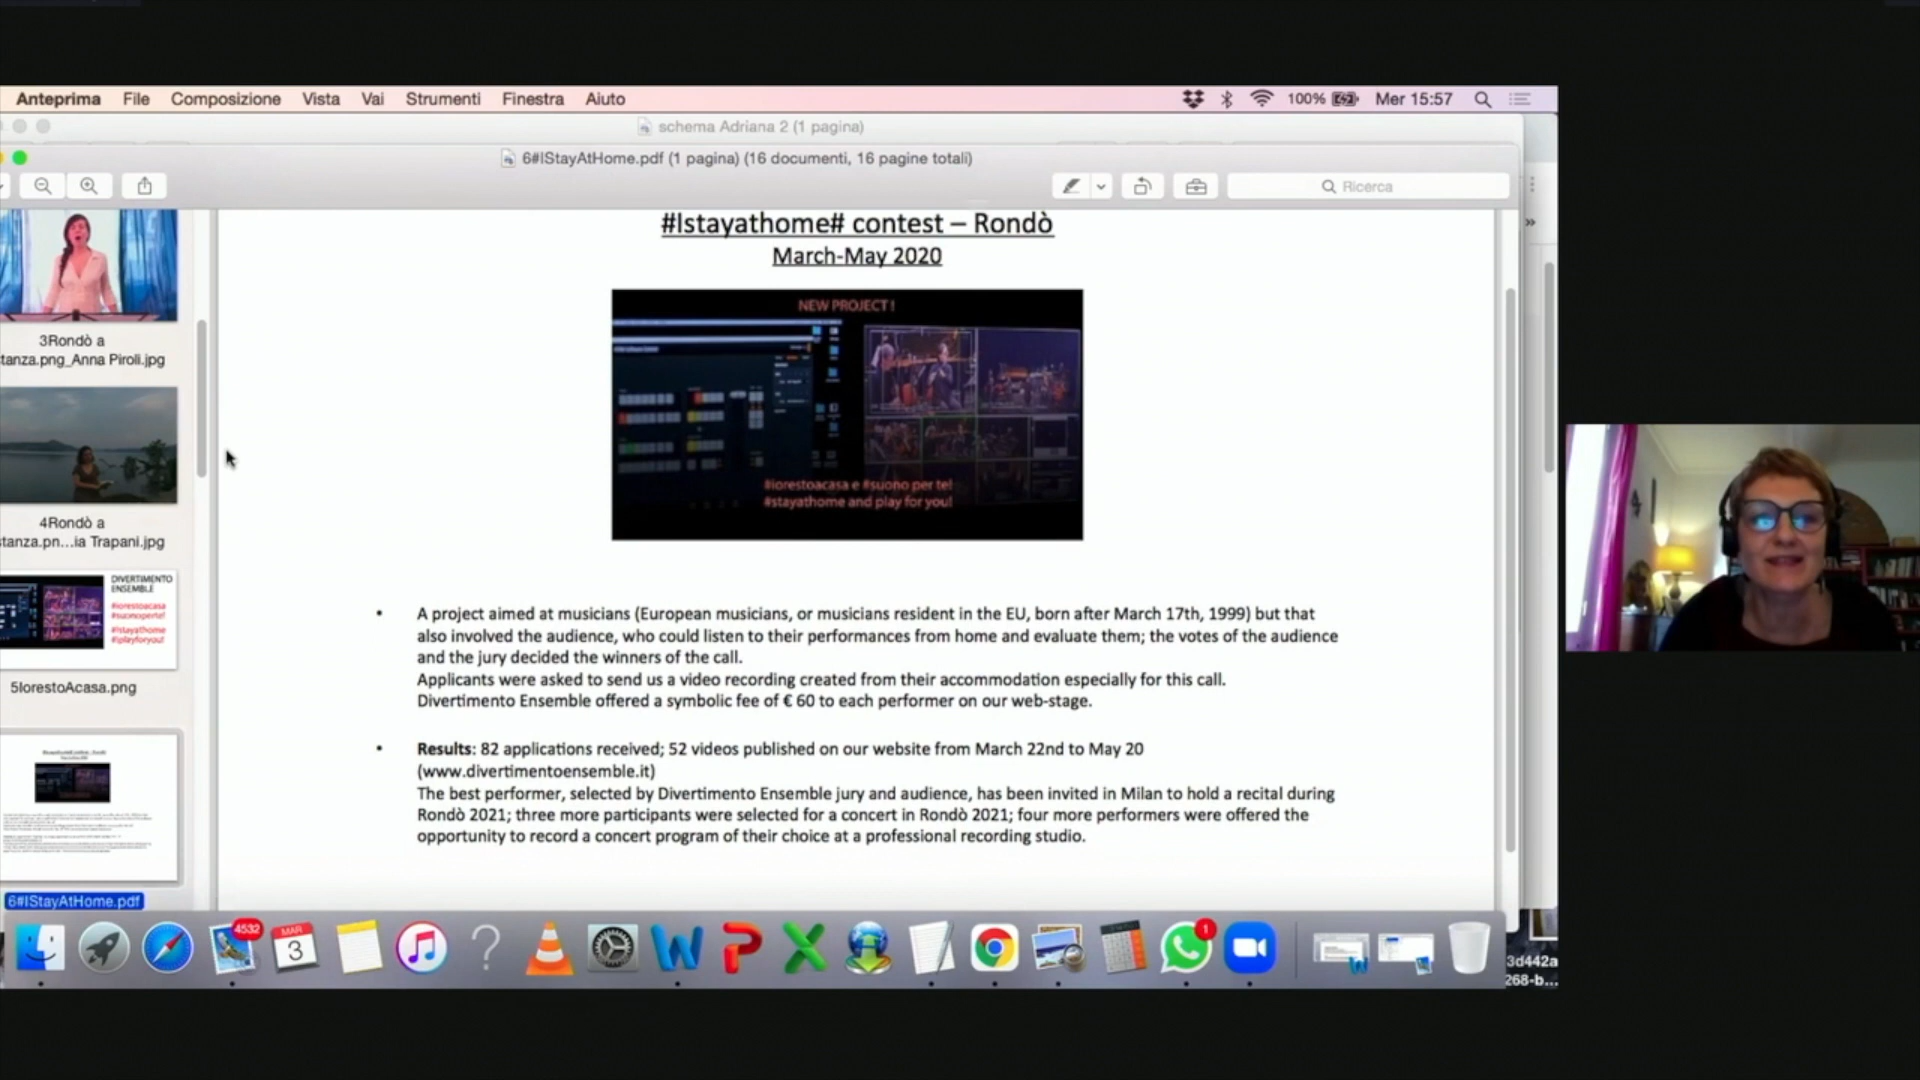 Anteprima File Composizione Vista Vai Strumenti Finestra Aiuto
100% Mer 15:57
schema Adriana 2 (1 pagina)
6#IStayAtHome.pdf (1 pagina) (16 documenti, 16 pagine totali)
Ricerca
3Rondò a
tanza.png_Anna Piroli.jpg
4Rondò a
tanza.pn...ia Trapani.jpg
DIVERTIMENTO
ENSEMBLE
#iorestoacasa
#suonoperte!
#Istayathome
#iplayforyou!
5IorestoAcasa.png
6#IStayAtHome.pdf
#Istayathome# contest – Rondò
March-May 2020
NEW PROJECT !
#iorestoacasa e #suono per te!
#stayathome and play for you!
• A project aimed at musicians (European musicians, or musicians resident in the EU, born after March 17th, 1999) but that
also involved the audience, who could listen to their performances from home and evaluate them; the votes of the audience
and the jury decided the winners of the call.
Applicants were asked to send us a video recording created from their accommodation especially for this call.
Divertimento Ensemble offered a symbolic fee of € 60 to each performer on our web-stage.
• Results: 82 applications received; 52 videos published on our website from March 22nd to May 20
(www.divertimentoensemble.it)
The best performer, selected by Divertimento Ensemble jury and audience, has been invited in Milan to hold a recital during
Rondò 2021; three more participants were selected for a concert in Rondò 2021; four more performers were offered the
opportunity to record a concert program of their choice at a professional recording studio.
4532
MAR
3
1
3d442a
268-b...